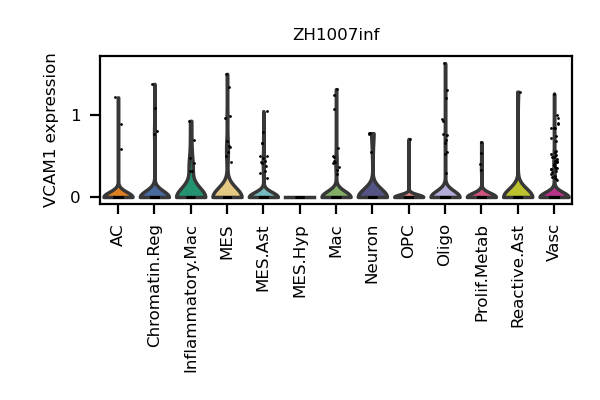 ZH1007inf
VCAM1 expression
1
0
AC
Chromatin.Reg
Inflammatory.Mac
MES
MES.Ast
MES.Hyp
Mac
Neuron
OPC
Oligo
Prolif.Metab
Reactive.Ast
Vasc